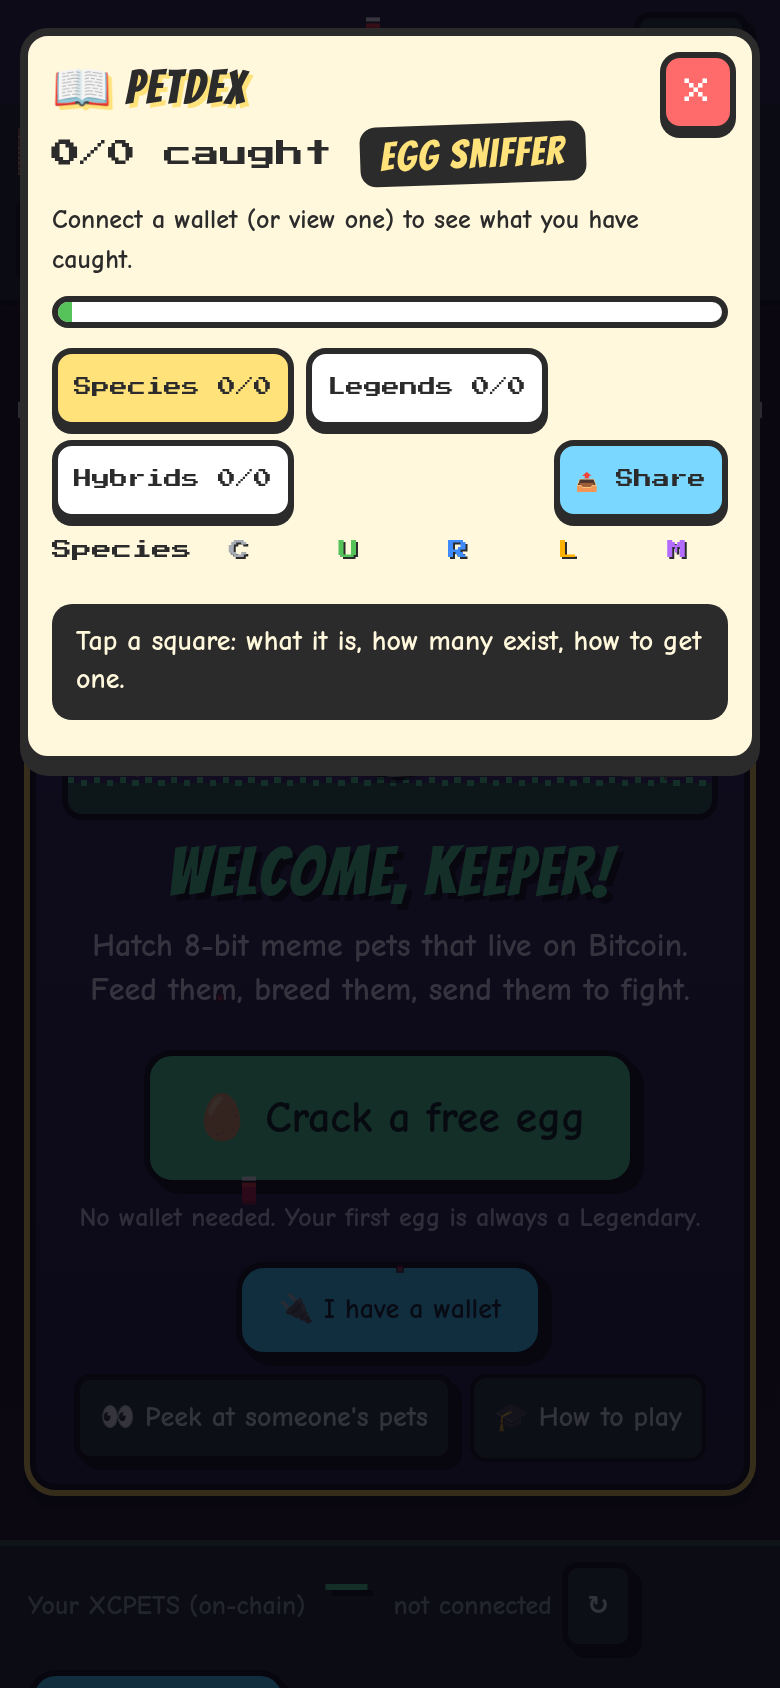 📖 PETDEX
X
0/0 caught EGG SNIFFER
Connect a wallet (or view one) to see what you have
caught.
Species 0/0 Legends 0/0
Hybrids 0/0 📤 Share
Species C U R L M
Tap a square: what it is, how many exist, how to get
one.
WELCOME, KEEPER!
Hatch 8-bit meme pets that live on Bitcoin.
Feed them, breed them, send them to fight.
🥚 Crack a free egg
No wallet needed. Your first egg is always a Legendary.
🔌 I have a wallet
👀 Peek at someone's pets 🎓 How to play
Your XCPETS (on-chain) — not connected ↻